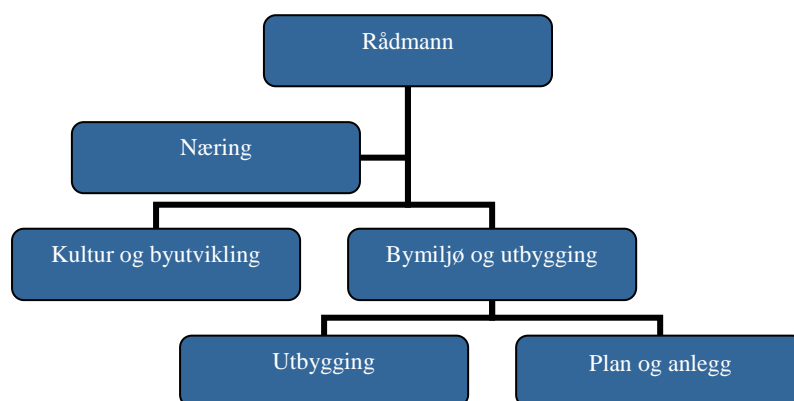 Rådmann
Næring
Kultur og byutvikling
Bymiljø og utbygging
Utbygging
Plan og anlegg